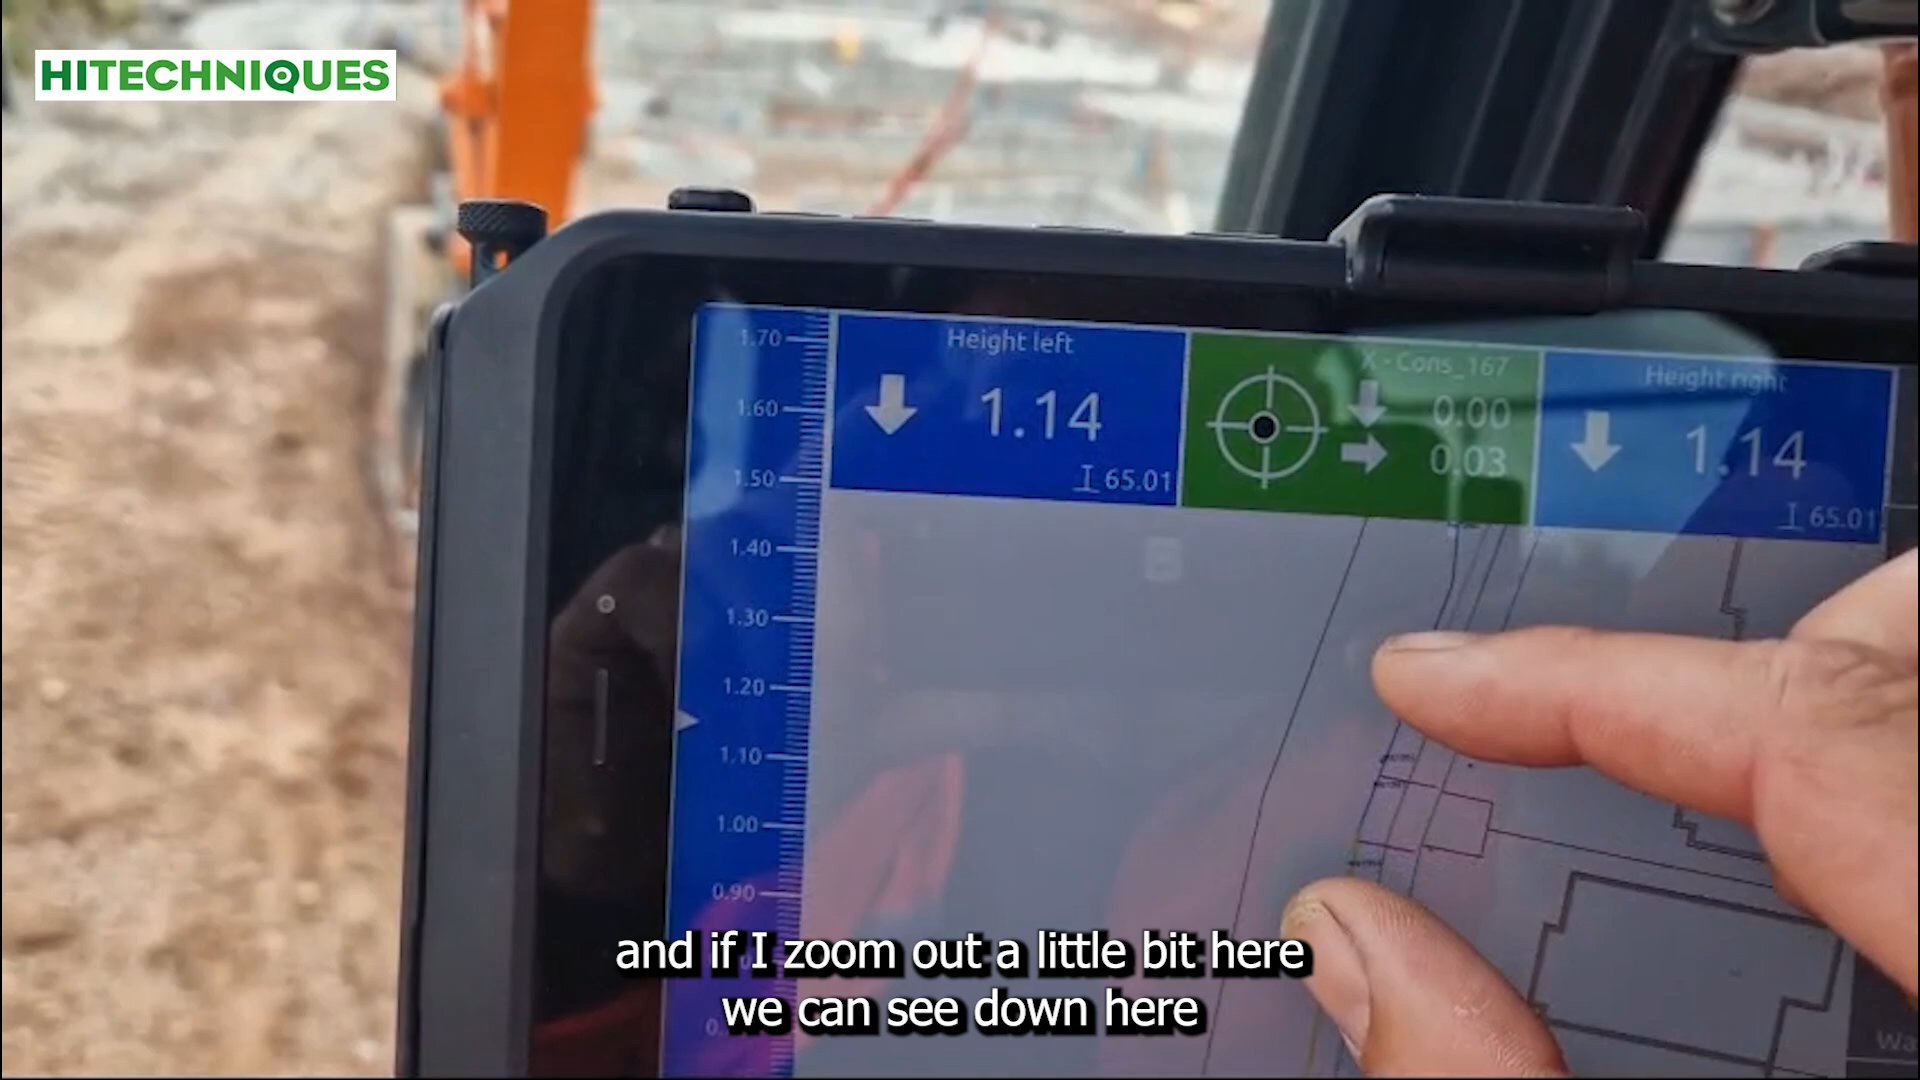 HITECHNIQUES
Height left
1.14
65.01
X - Cons_167
0.00
0.03
Height right
1.14
65.01
1.70
1.60
1.50
1.40
1.30
1.20
1.10
1.00
0.90
and if I zoom out a little bit here
we can see down here